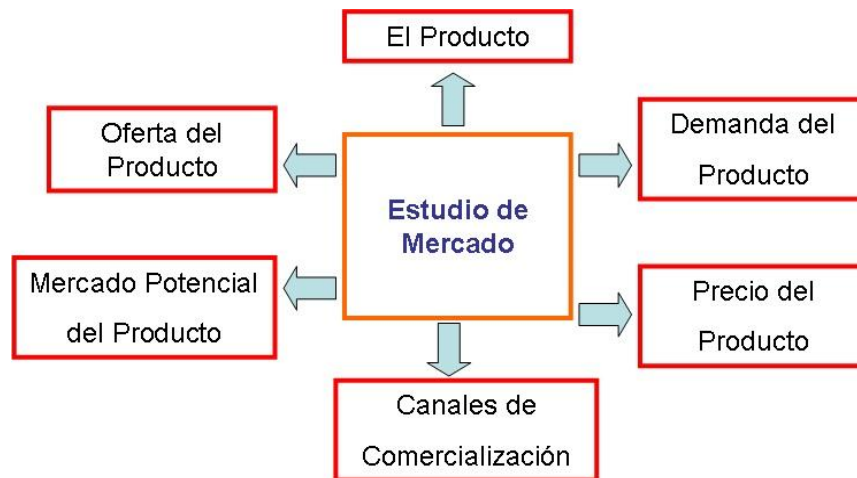 El Producto
Oferta del
Producto
Demanda del
Producto
Estudio de
Mercado
Mercado Potencial
del Producto
Precio del
Producto
Canales de
Comercialización